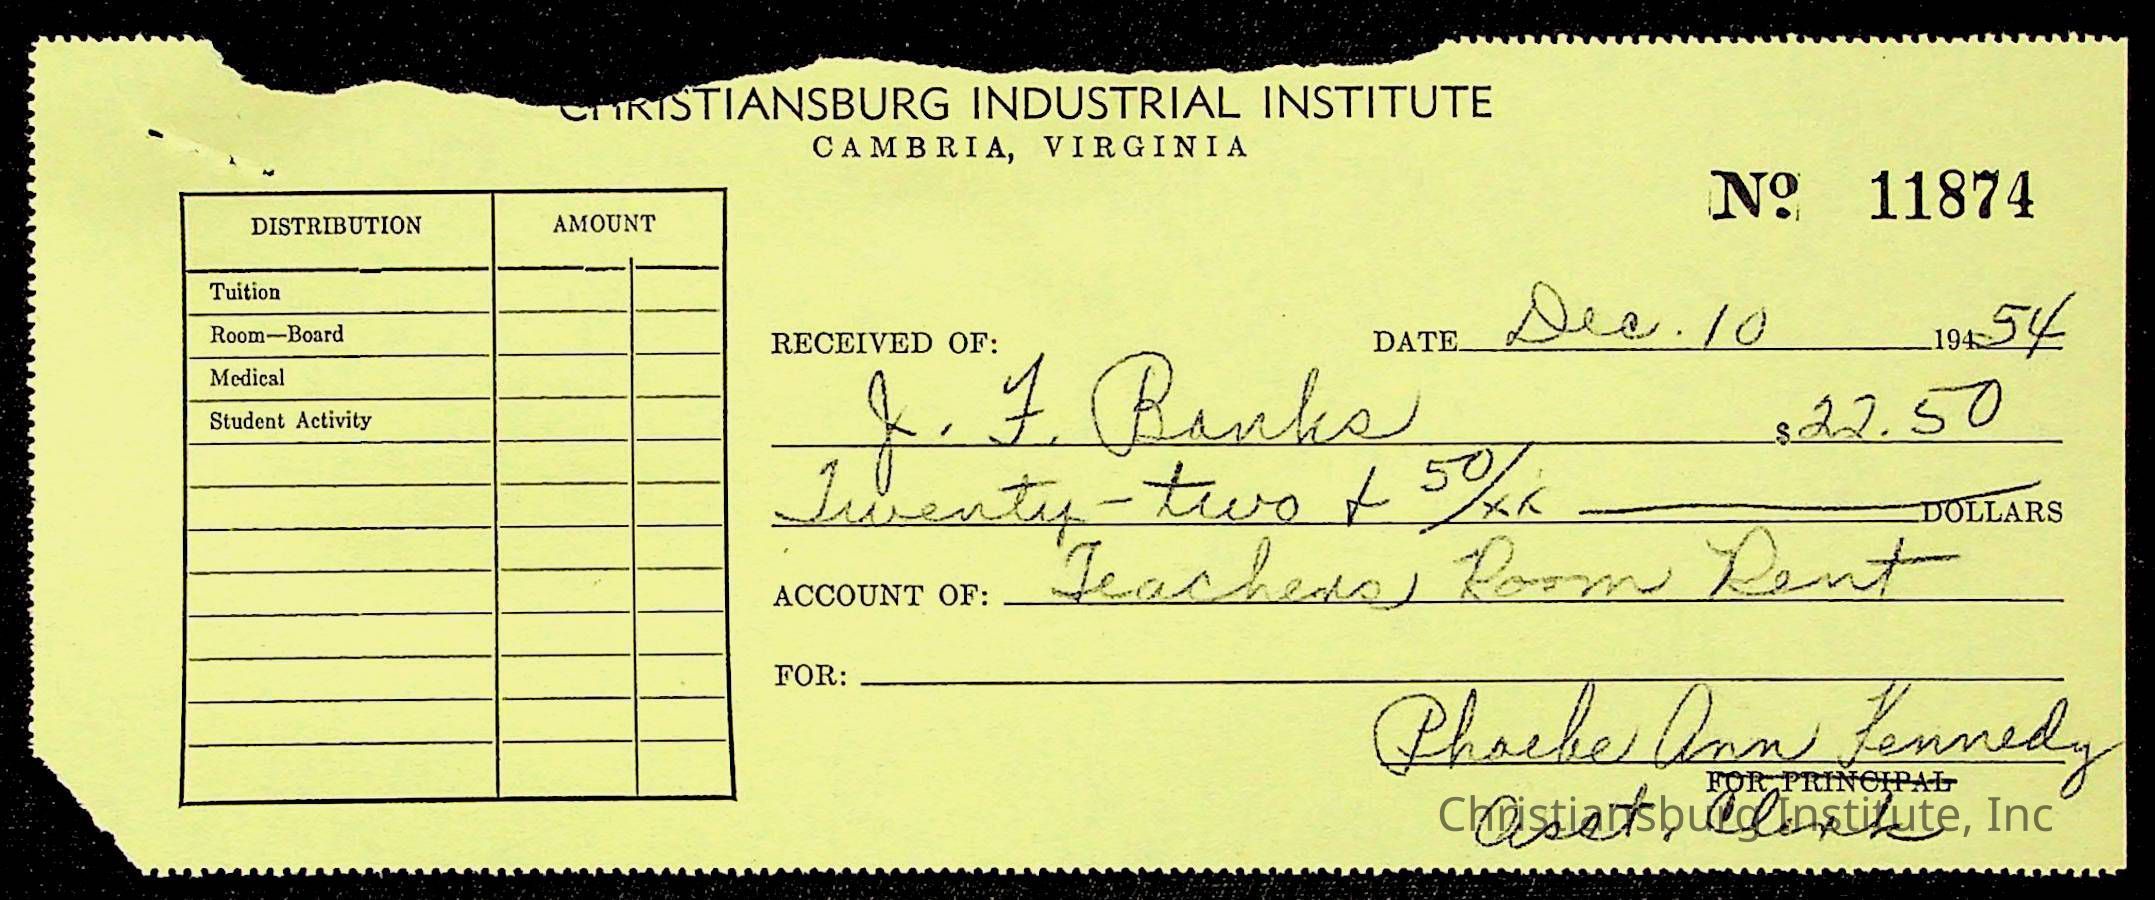 CHRISTIANSBURG INDUSTRIAL INSTITUTE
CAMBRIA, VIRGINIA
No. 11874
DISTRIBUTION AMOUNT
Tuition
Room—Board
Medical
Student Activity
RECEIVED OF: DATE Dec. 10 19454
J. F. Banks $22.50
Twenty-two & 50/xx DOLLARS
ACCOUNT OF: Teachers Room Rent
FOR:
Phoebe Ann Kennedy
FOR PRINCIPAL
Asst. Clerk
Christiansburg Institute, Inc